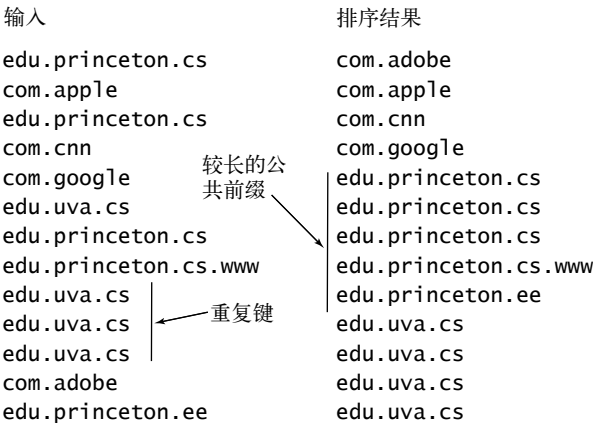 输入
edu.princeton.cs
com.apple
edu.princeton.cs
com.cnn
com.google
edu.uva.cs
edu.princeton.cs
edu.princeton.cs.www
edu.uva.cs
edu.uva.cs
edu.uva.cs
com.adobe
edu.princeton.ee
重复键
较长的公
共前缀
排序结果
com.adobe
com.apple
com.cnn
com.google
edu.princeton.cs
edu.princeton.cs
edu.princeton.cs
edu.princeton.cs.www
edu.princeton.ee
edu.uva.cs
edu.uva.cs
edu.uva.cs
edu.uva.cs